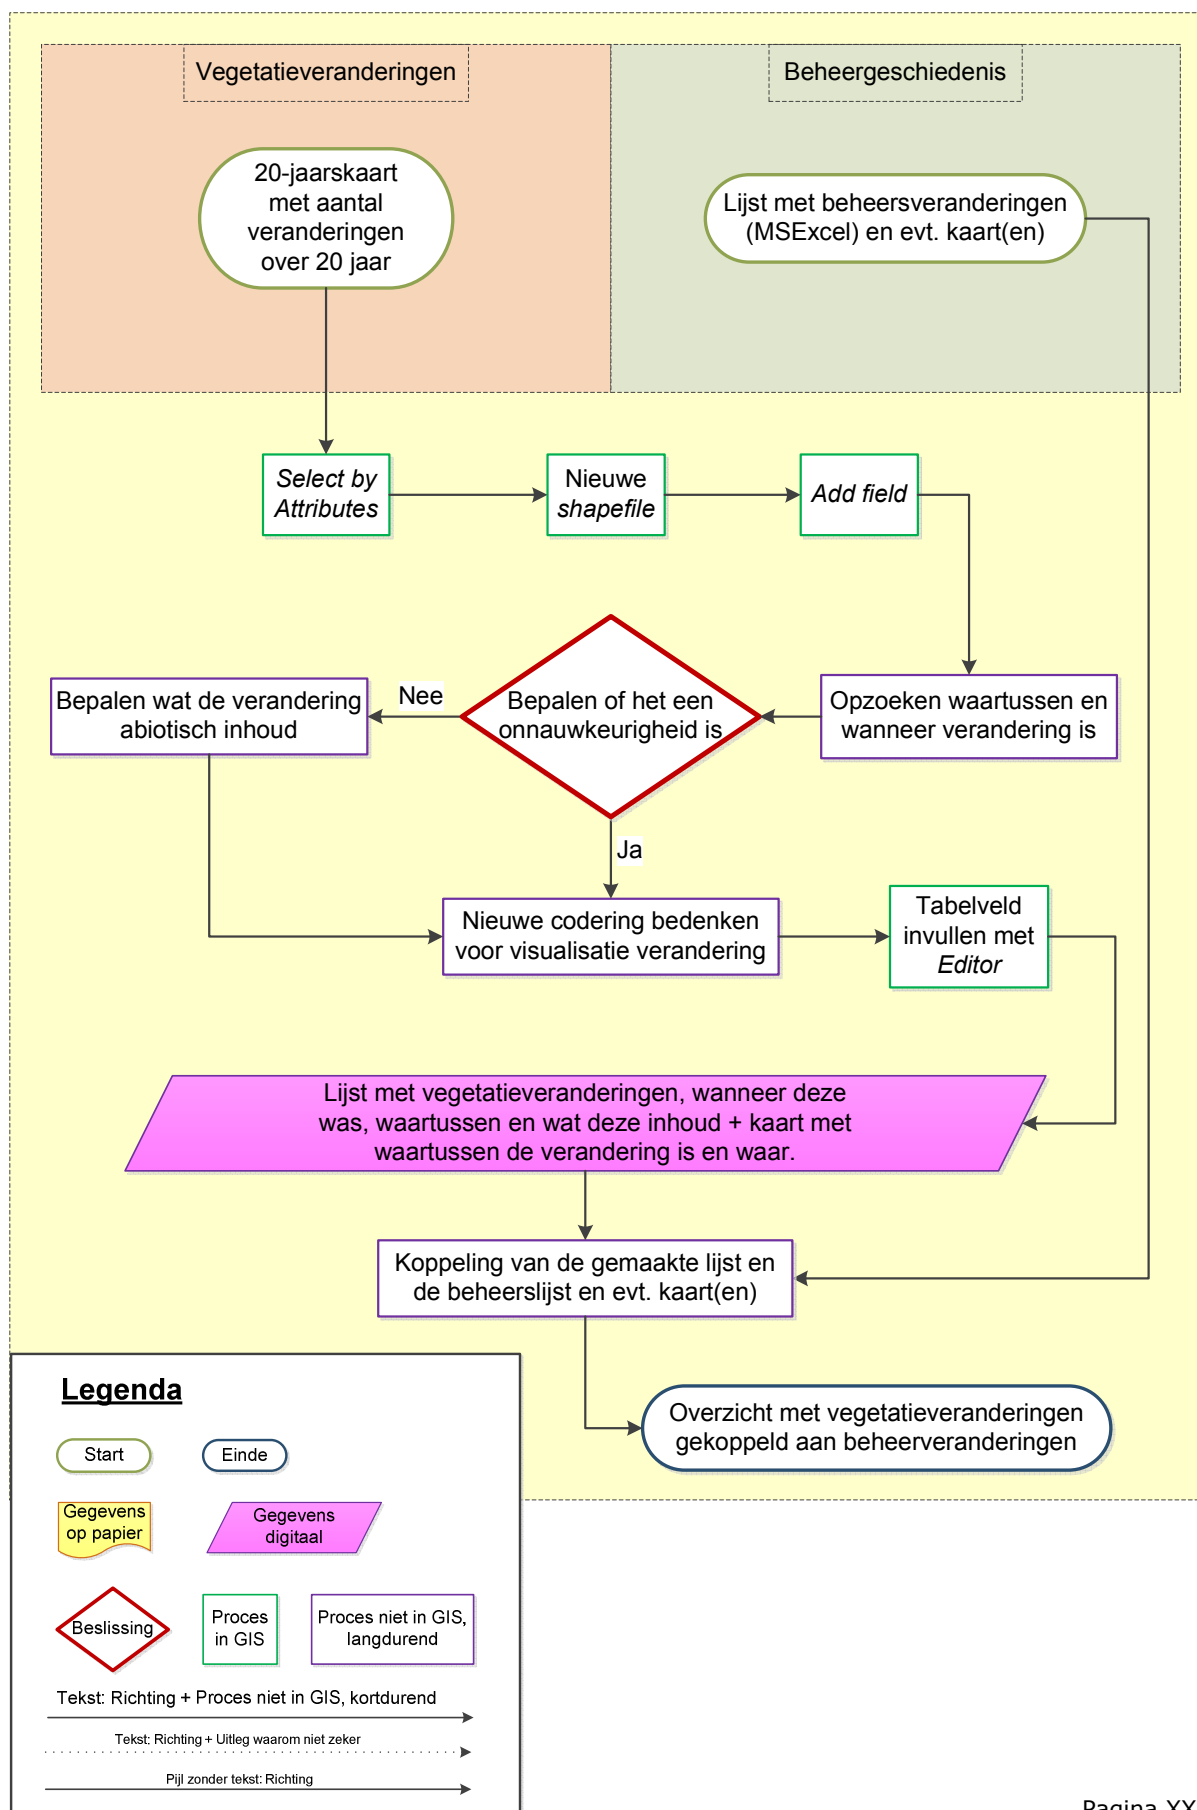 Vegetatieveranderingen
Beheergeschiedenis
20-jaarskaart
met aantal
veranderingen
over 20 jaar
Lijst met beheersveranderingen
(MSExcel) en evt. kaart(en)
Select by
Attributes
Nieuwe
shapefile
Add field
Bepalen wat de verandering
abiotisch inhoud
Nee
Bepalen of het een
onnauwkeurigheid is
Opzoeken waartussen en
wanneer verandering is
Ja
Nieuwe codering bedenken
voor visualisatie verandering
Tabelveld
invullen met
Editor
Lijst met vegetatieveranderingen, wanneer deze
was, waartussen en wat deze inhoud + kaart met
waartussen de verandering is en waar.
Koppeling van de gemaakte lijst en
de beheerslijst en evt. kaart(en)
Overzicht met vegetatieveranderingen
gekoppeld aan beheerveranderingen
Legenda
Start
Einde
Gegevens
op papier
Gegevens
digitaal
Beslissing
Proces
in GIS
Proces niet in GIS,
langdurend
Tekst: Richting + Proces niet in GIS, kortdurend
Tekst: Richting + Uitleg waarom niet zeker
Pijl zonder tekst: Richting
Pagina XX